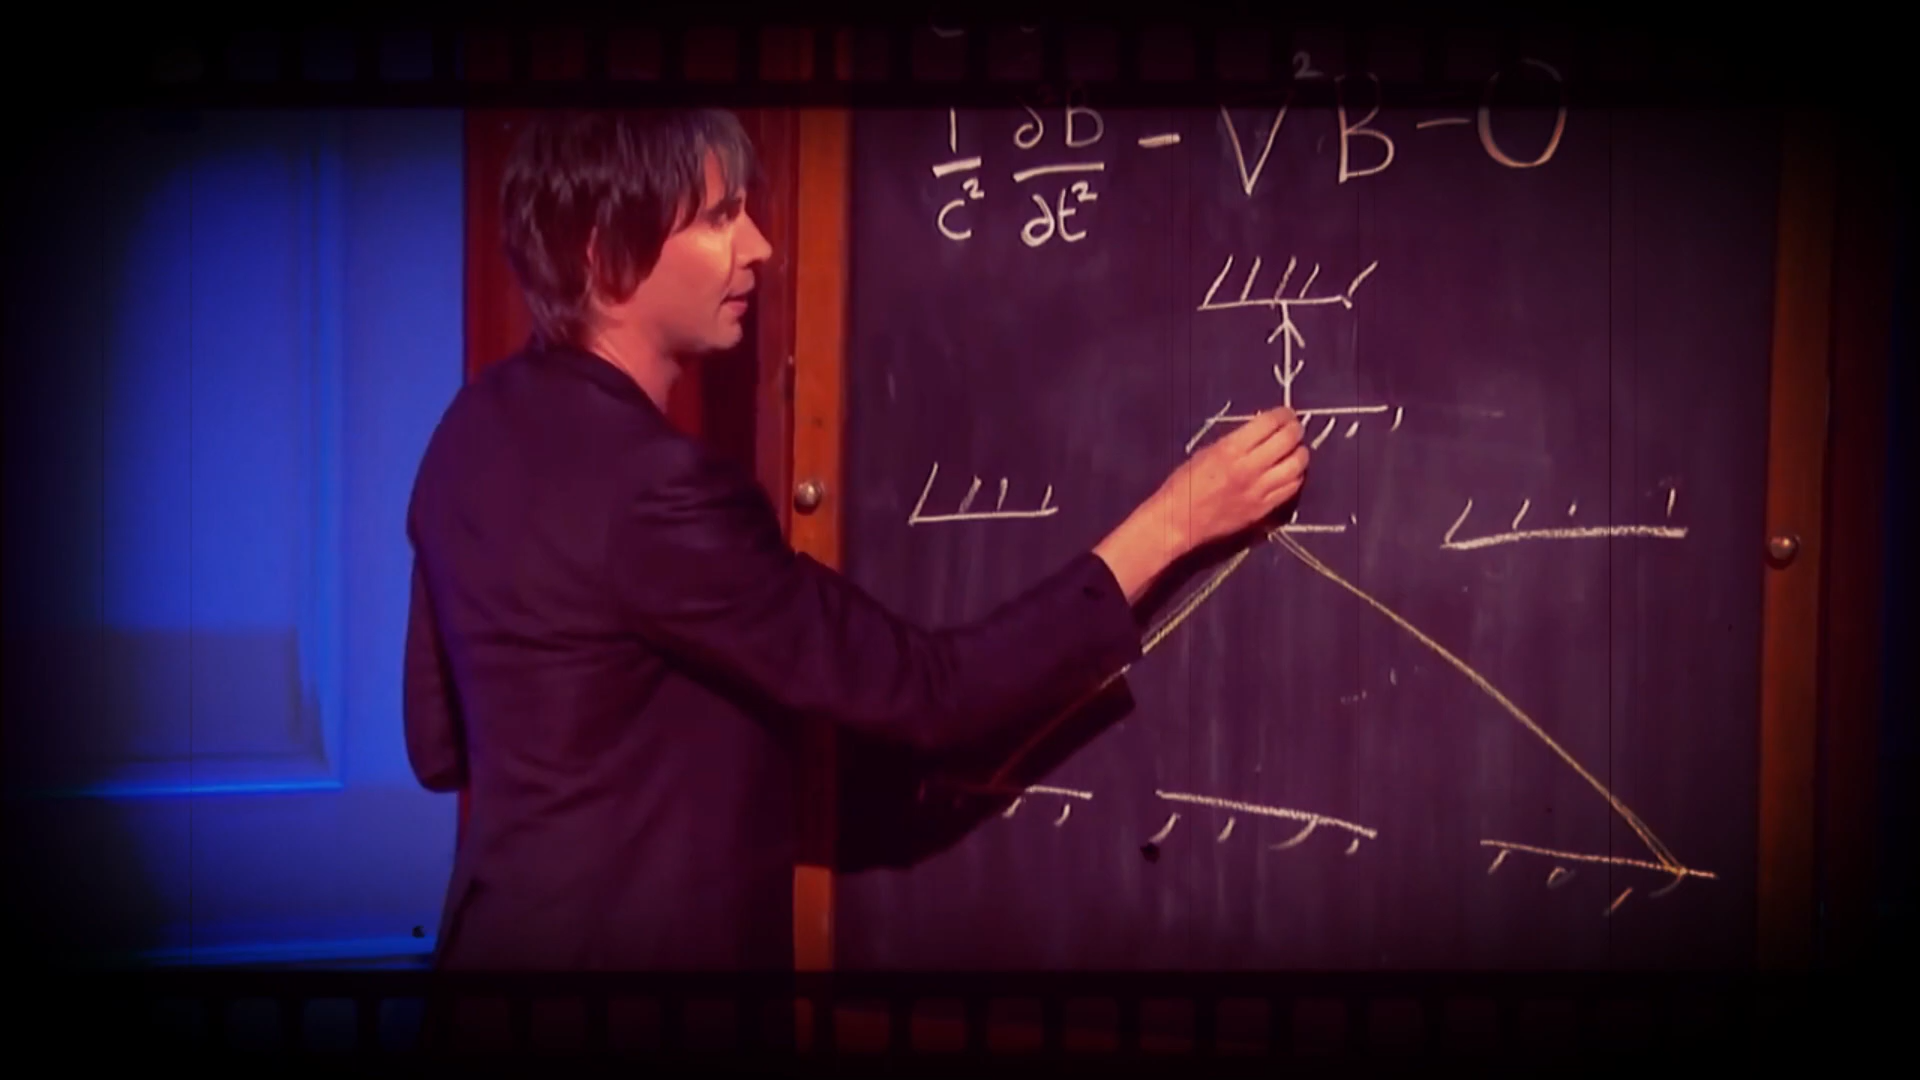 1/c² ∂²B/∂t² - ∇²B - 0